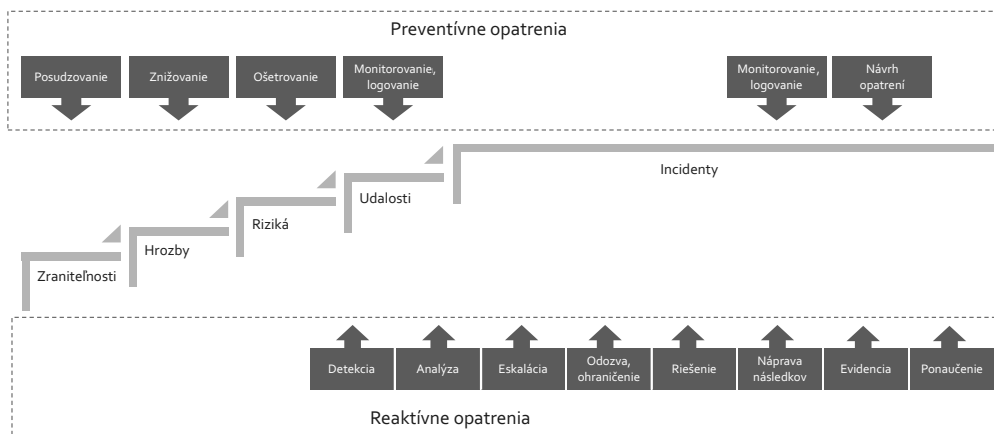 Preventívne opatrenia
Posudzovanie
Znižovanie
Ošetrovanie
Monitorovanie,
logovanie
Monitorovanie,
logovanie
Návrh
opatrení
Incidenty
Udalosti
Riziká
Hrozby
Zraniteľnosti
Detekcia
Analýza
Eskalácia
Odozva,
ohraničenie
Riešenie
Náprava
následkov
Evidencia
Ponaučenie
Reaktívne opatrenia